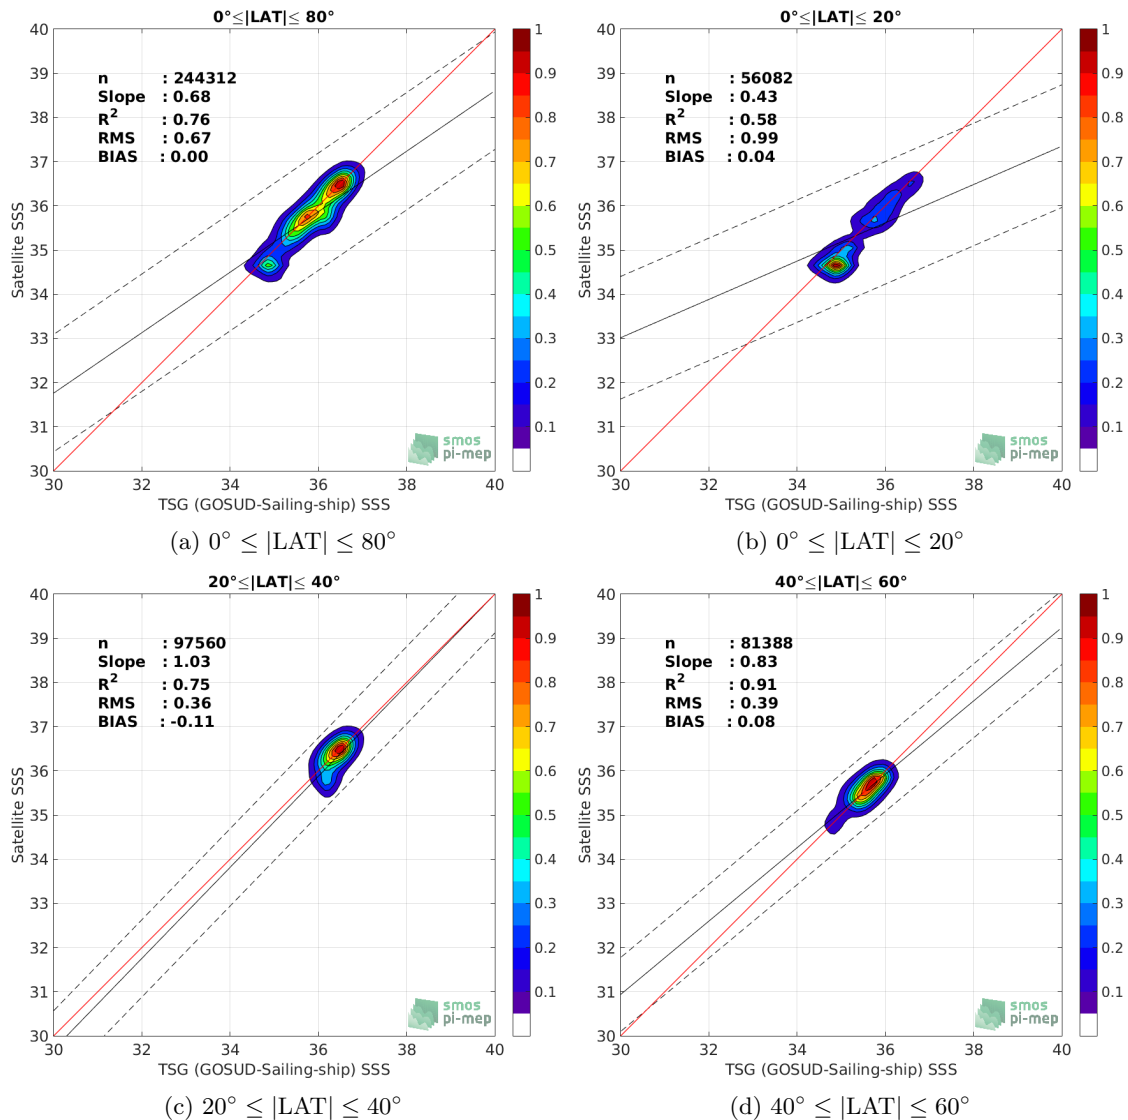 0°≤|LAT|≤ 80°
n : 244312
Slope : 0.68
R2 : 0.76
RMS : 0.67
BIAS : 0.00
40
39
38
37
36
35
34
33
32
31
30
30 32 34 36 38 40
Satellite SSS
TSG (GOSUD-Sailing-ship) SSS
1
0.9
0.8
0.7
0.6
0.5
0.4
0.3
0.2
0.1
smos
pi-mep
(a) 0° ≤ |LAT| ≤ 80°
0°≤|LAT|≤ 20°
n : 56082
Slope : 0.43
R2 : 0.58
RMS : 0.99
BIAS : 0.04
40
39
38
37
36
35
34
33
32
31
30
30 32 34 36 38 40
Satellite SSS
TSG (GOSUD-Sailing-ship) SSS
1
0.9
0.8
0.7
0.6
0.5
0.4
0.3
0.2
0.1
smos
pi-mep
(b) 0° ≤ |LAT| ≤ 20°
20°≤|LAT|≤ 40°
n : 97560
Slope : 1.03
R2 : 0.75
RMS : 0.36
BIAS : -0.11
40
39
38
37
36
35
34
33
32
31
30
30 32 34 36 38 40
Satellite SSS
TSG (GOSUD-Sailing-ship) SSS
1
0.9
0.8
0.7
0.6
0.5
0.4
0.3
0.2
0.1
smos
pi-mep
(c) 20° ≤ |LAT| ≤ 40°
40°≤|LAT|≤ 60°
n : 81388
Slope : 0.83
R2 : 0.91
RMS : 0.39
BIAS : 0.08
40
39
38
37
36
35
34
33
32
31
30
30 32 34 36 38 40
Satellite SSS
TSG (GOSUD-Sailing-ship) SSS
1
0.9
0.8
0.7
0.6
0.5
0.4
0.3
0.2
0.1
smos
pi-mep
(d) 40° ≤ |LAT| ≤ 60°